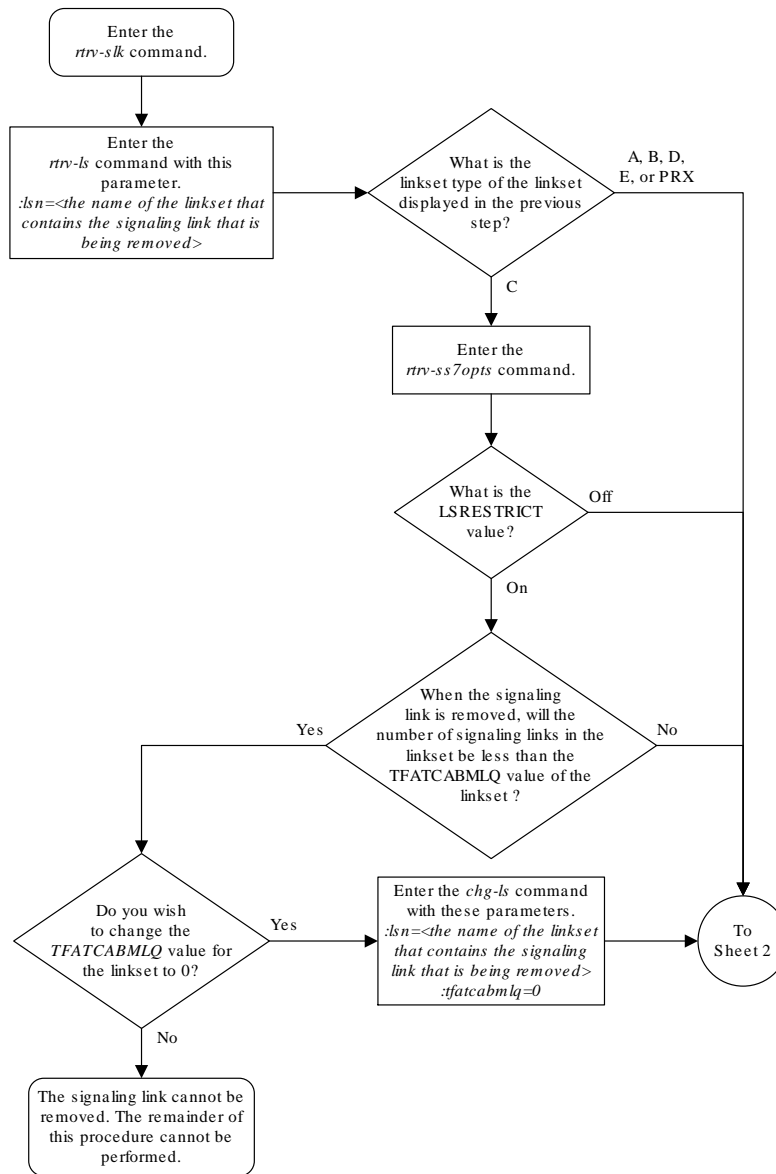 Enter the
rtrv-slk command.
Enter the
rtrv-ls command with this
parameter.
:lsn=<the name of the linkset that
contains the signaling link that is
being removed>
What is the
linkset type of the linkset
displayed in the previous
step?
A, B, D,
E, or PRX
C
Enter the
rtrv-ss7opts command.
What is the
LSRESTRICT
value?
Off
On
When the signaling
link is removed, will the
number of signaling links in the
linkset be less than the
TFATCABMLQ value of the
linkset ?
Yes
No
Do you wish
to change the
TFATCABMLQ value for
the linkset to 0?
Yes
Enter the chg-ls command
with these parameters.
:lsn=<the name of the linkset
that contains the signaling
link that is being removed>
:tfatcabmlq=0
To
Sheet 2
No
The signaling link cannot be
removed. The remainder of
this procedure cannot be
performed.